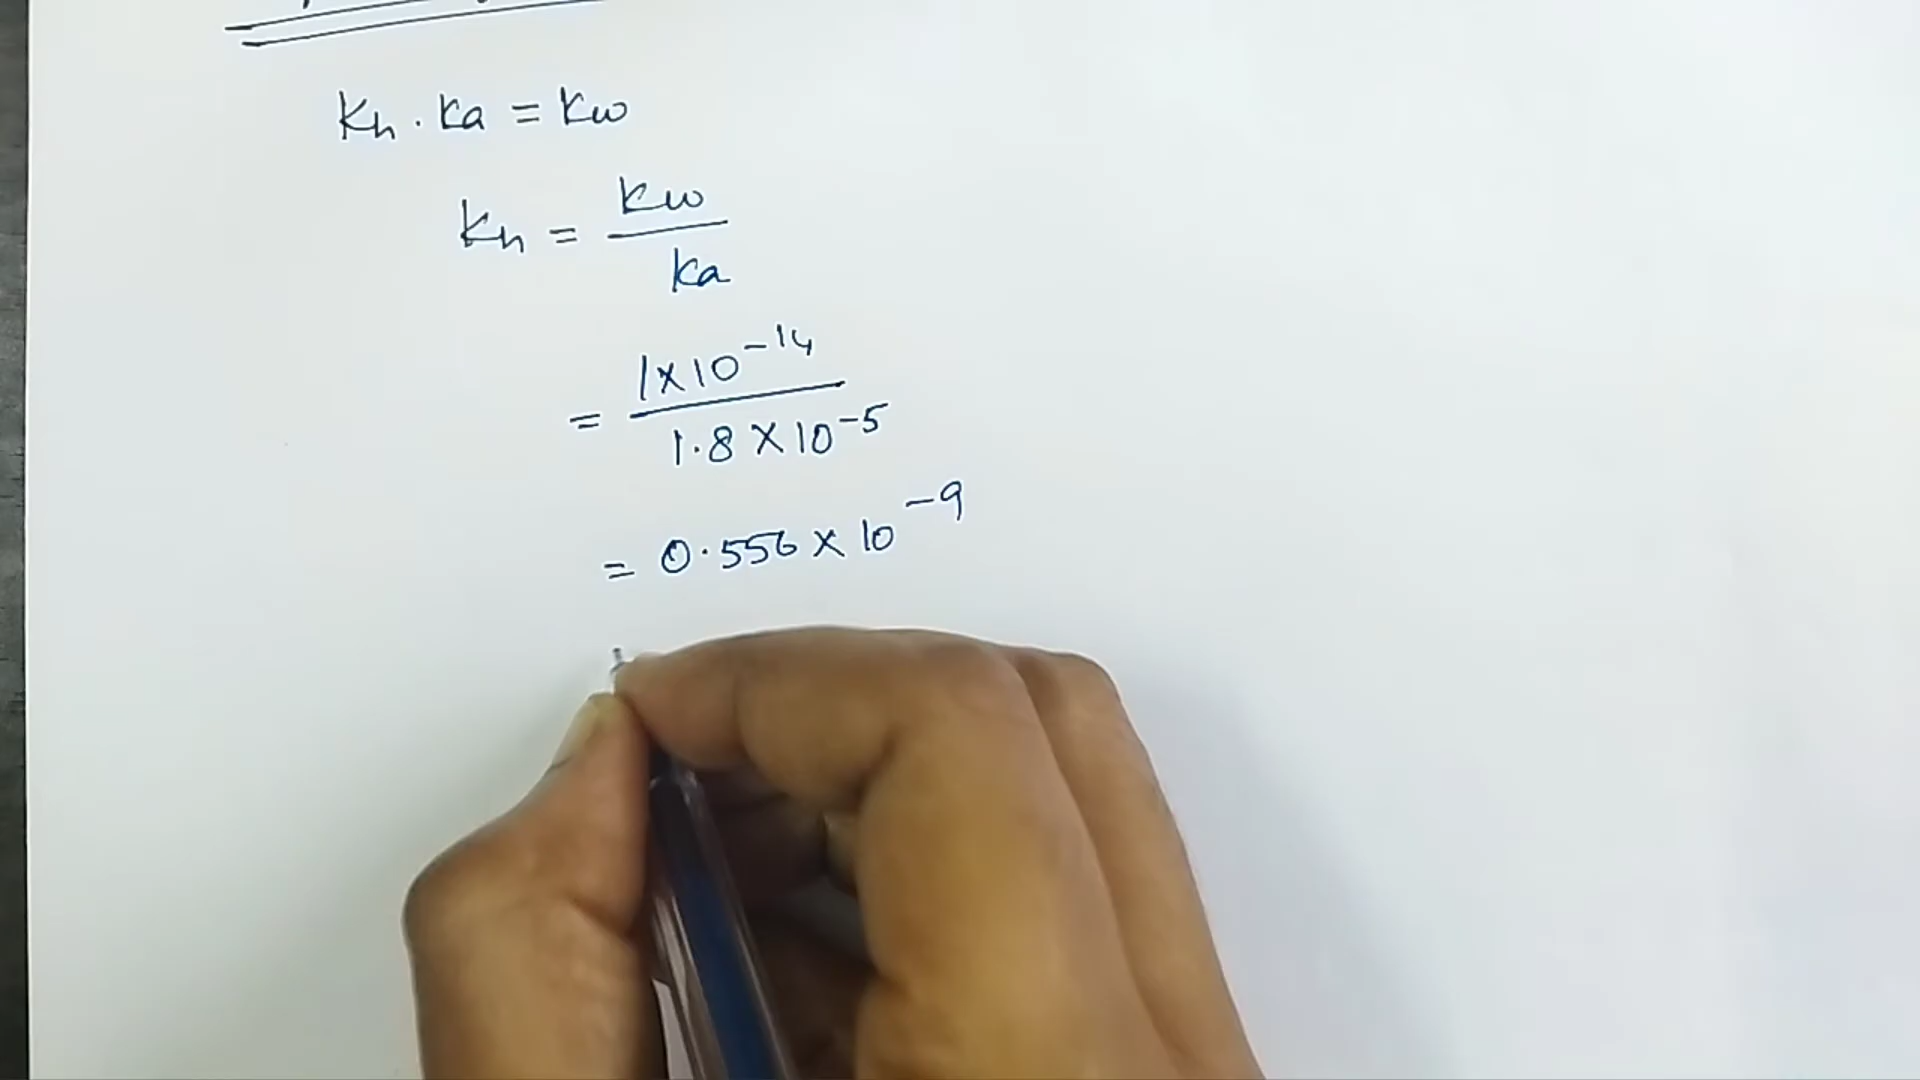 Kh . Ka = Kw
Kh = Kw / Ka
= 1×10⁻¹⁴ / 1.8×10⁻⁵
= 0.556×10⁻⁹